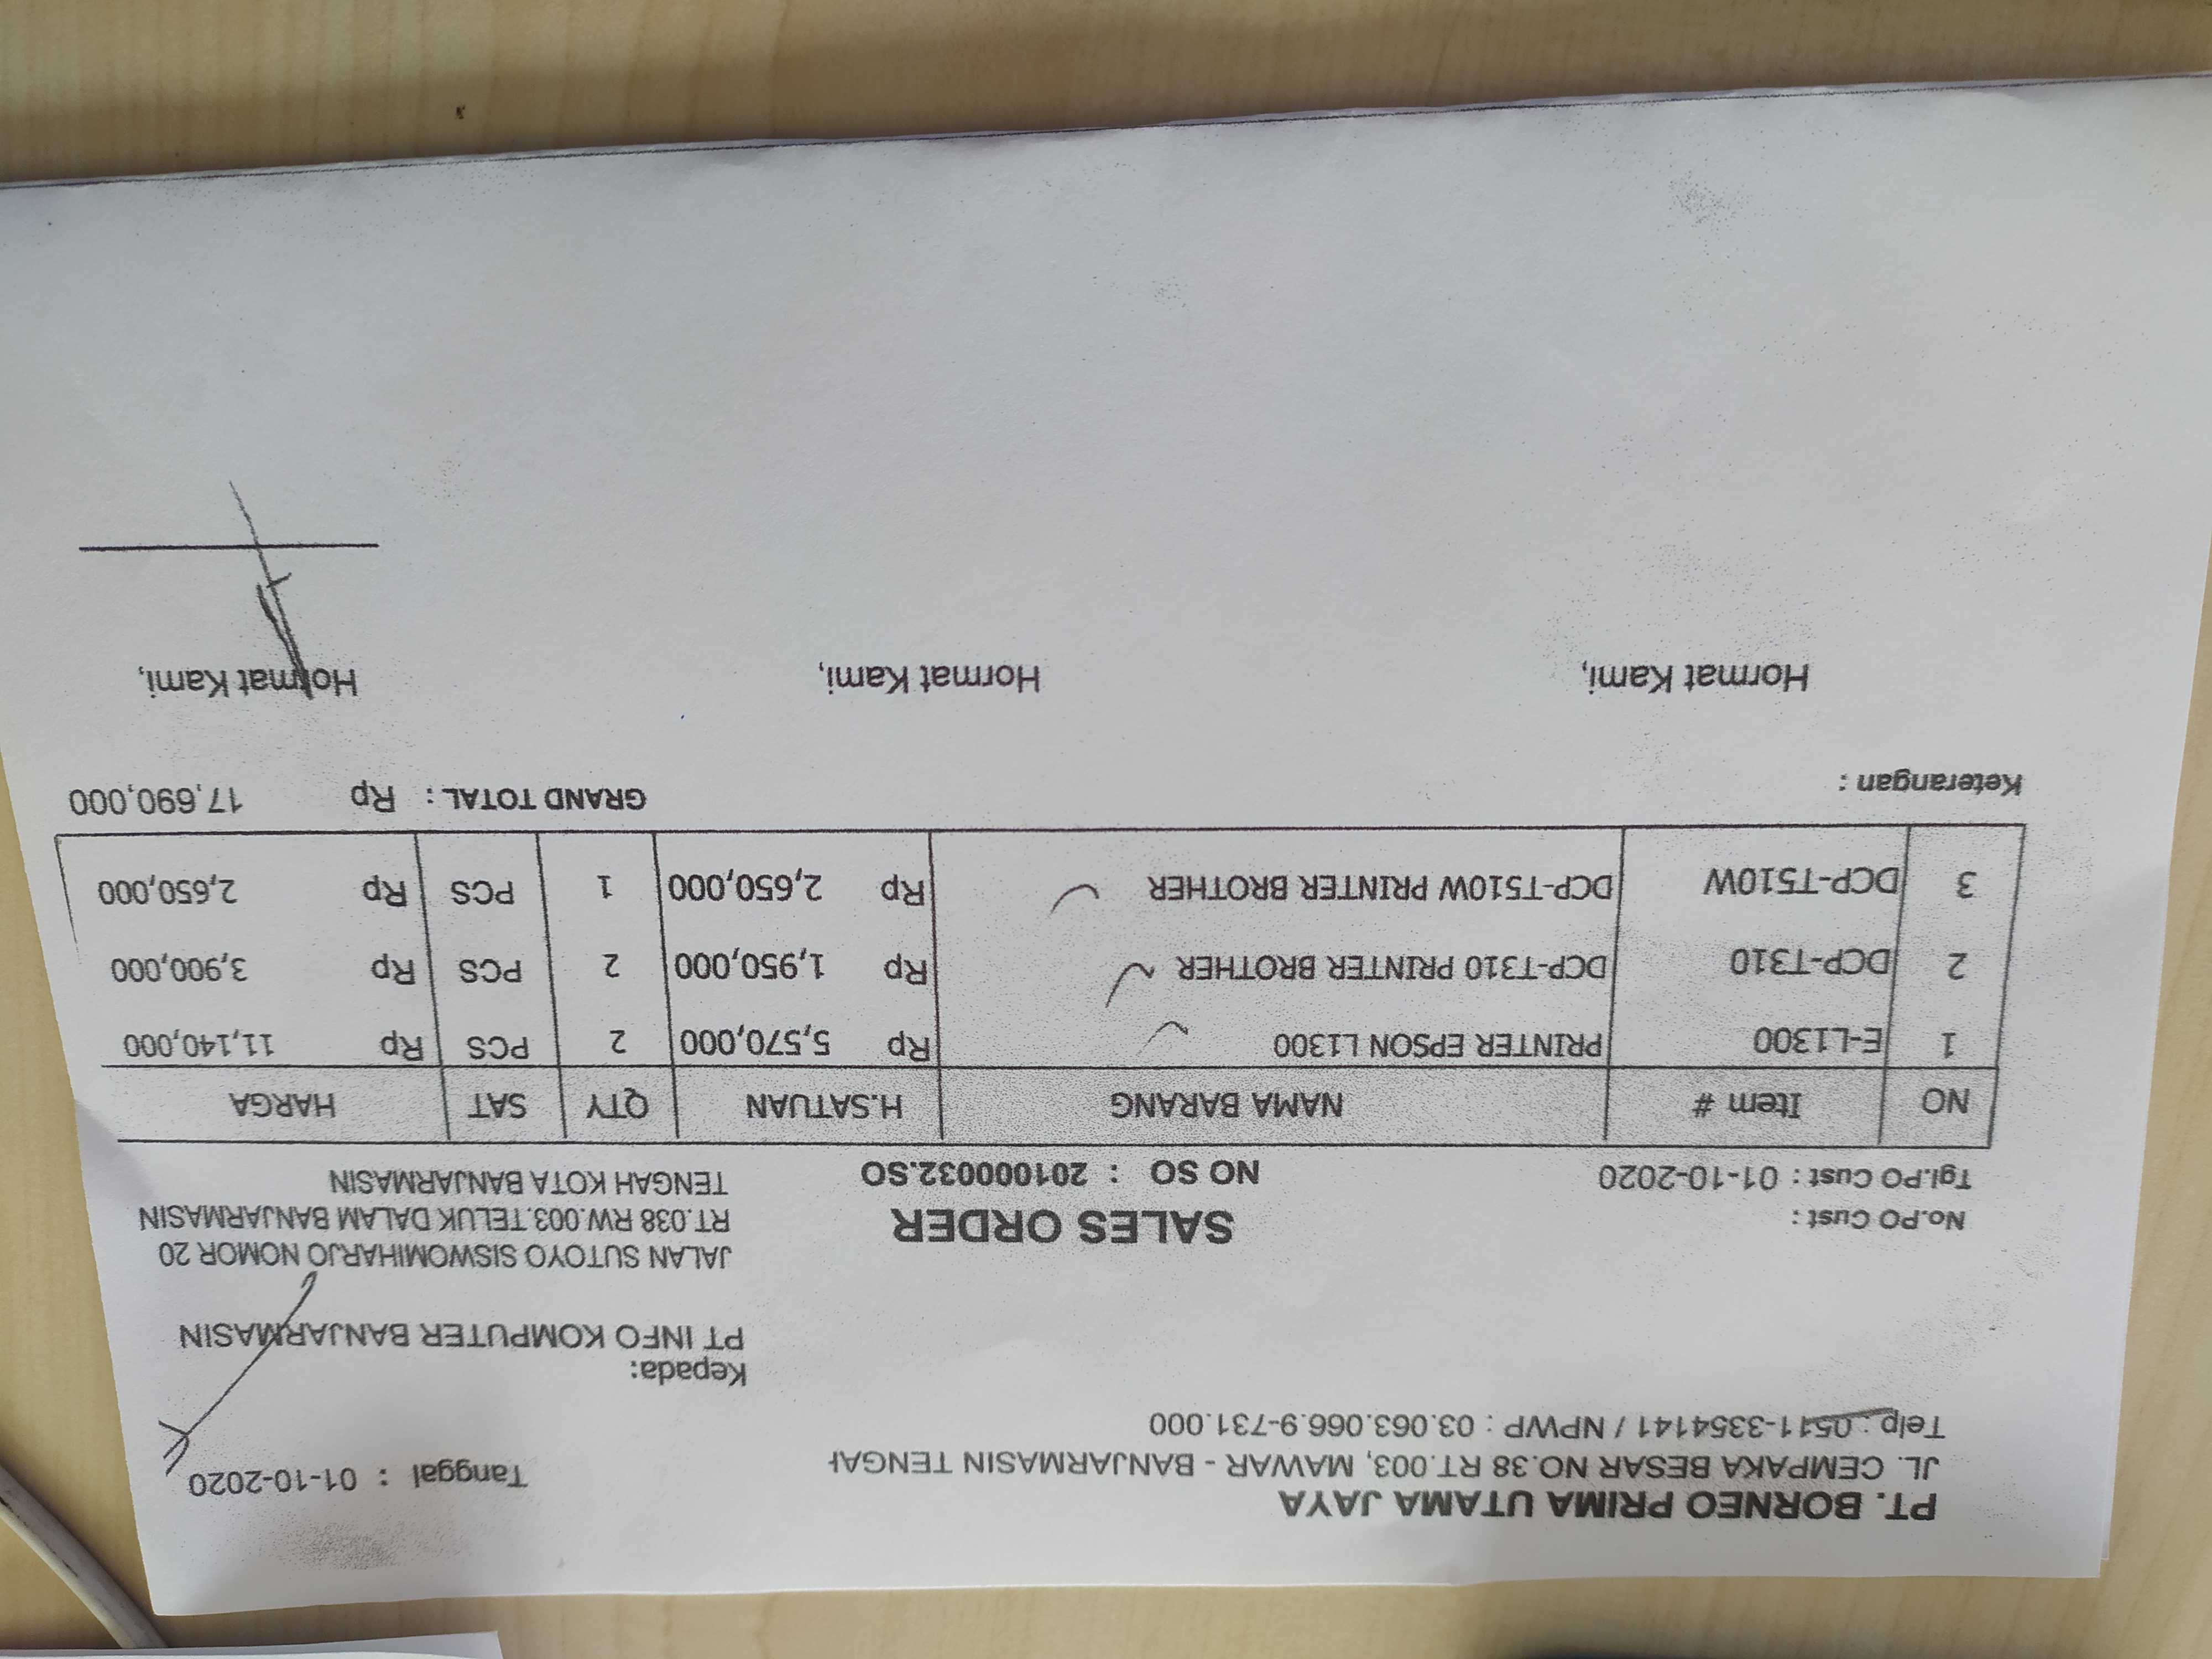 PT. BORNEO PRIMA UTAMA JAYA
JL. CEMPAKA BESAR NO.38 RT.003, MAWAR - BANJARMASIN TENGAH
Telp : 0511-3354141 / NPWP : 03.063.066.9-731.000
Tanggal : 01-10-2020
Kepada:
PT INFO KOMPUTER BANJARMASIN
JALAN SUTOYO SISWOMIHARJO NOMOR 20
RT.038 RW.003.TELUK DALAM BANJARMASIN
TENGAH KOTA BANJARMASIN
No.PO Cust :
Tgl.PO Cust : 01-10-2020
SALES ORDER
NO SO : 201000032.SO
NO Item # NAMA BARANG H.SATUAN QTY SAT HARGA
1 E-L1300 PRINTER EPSON L1300 Rp 5,570,000 2 PCS Rp 11,140,000
2 DCP-T310 DCP-T310 PRINTER BROTHER Rp 1,950,000 2 PCS Rp 3,900,000
3 DCP-T510W DCP-T510W PRINTER BROTHER Rp 2,650,000 1 PCS Rp 2,650,000
Keterangan : GRAND TOTAL : Rp 17,690,000
Hormat Kami, Hormat Kami, Hormat Kami,